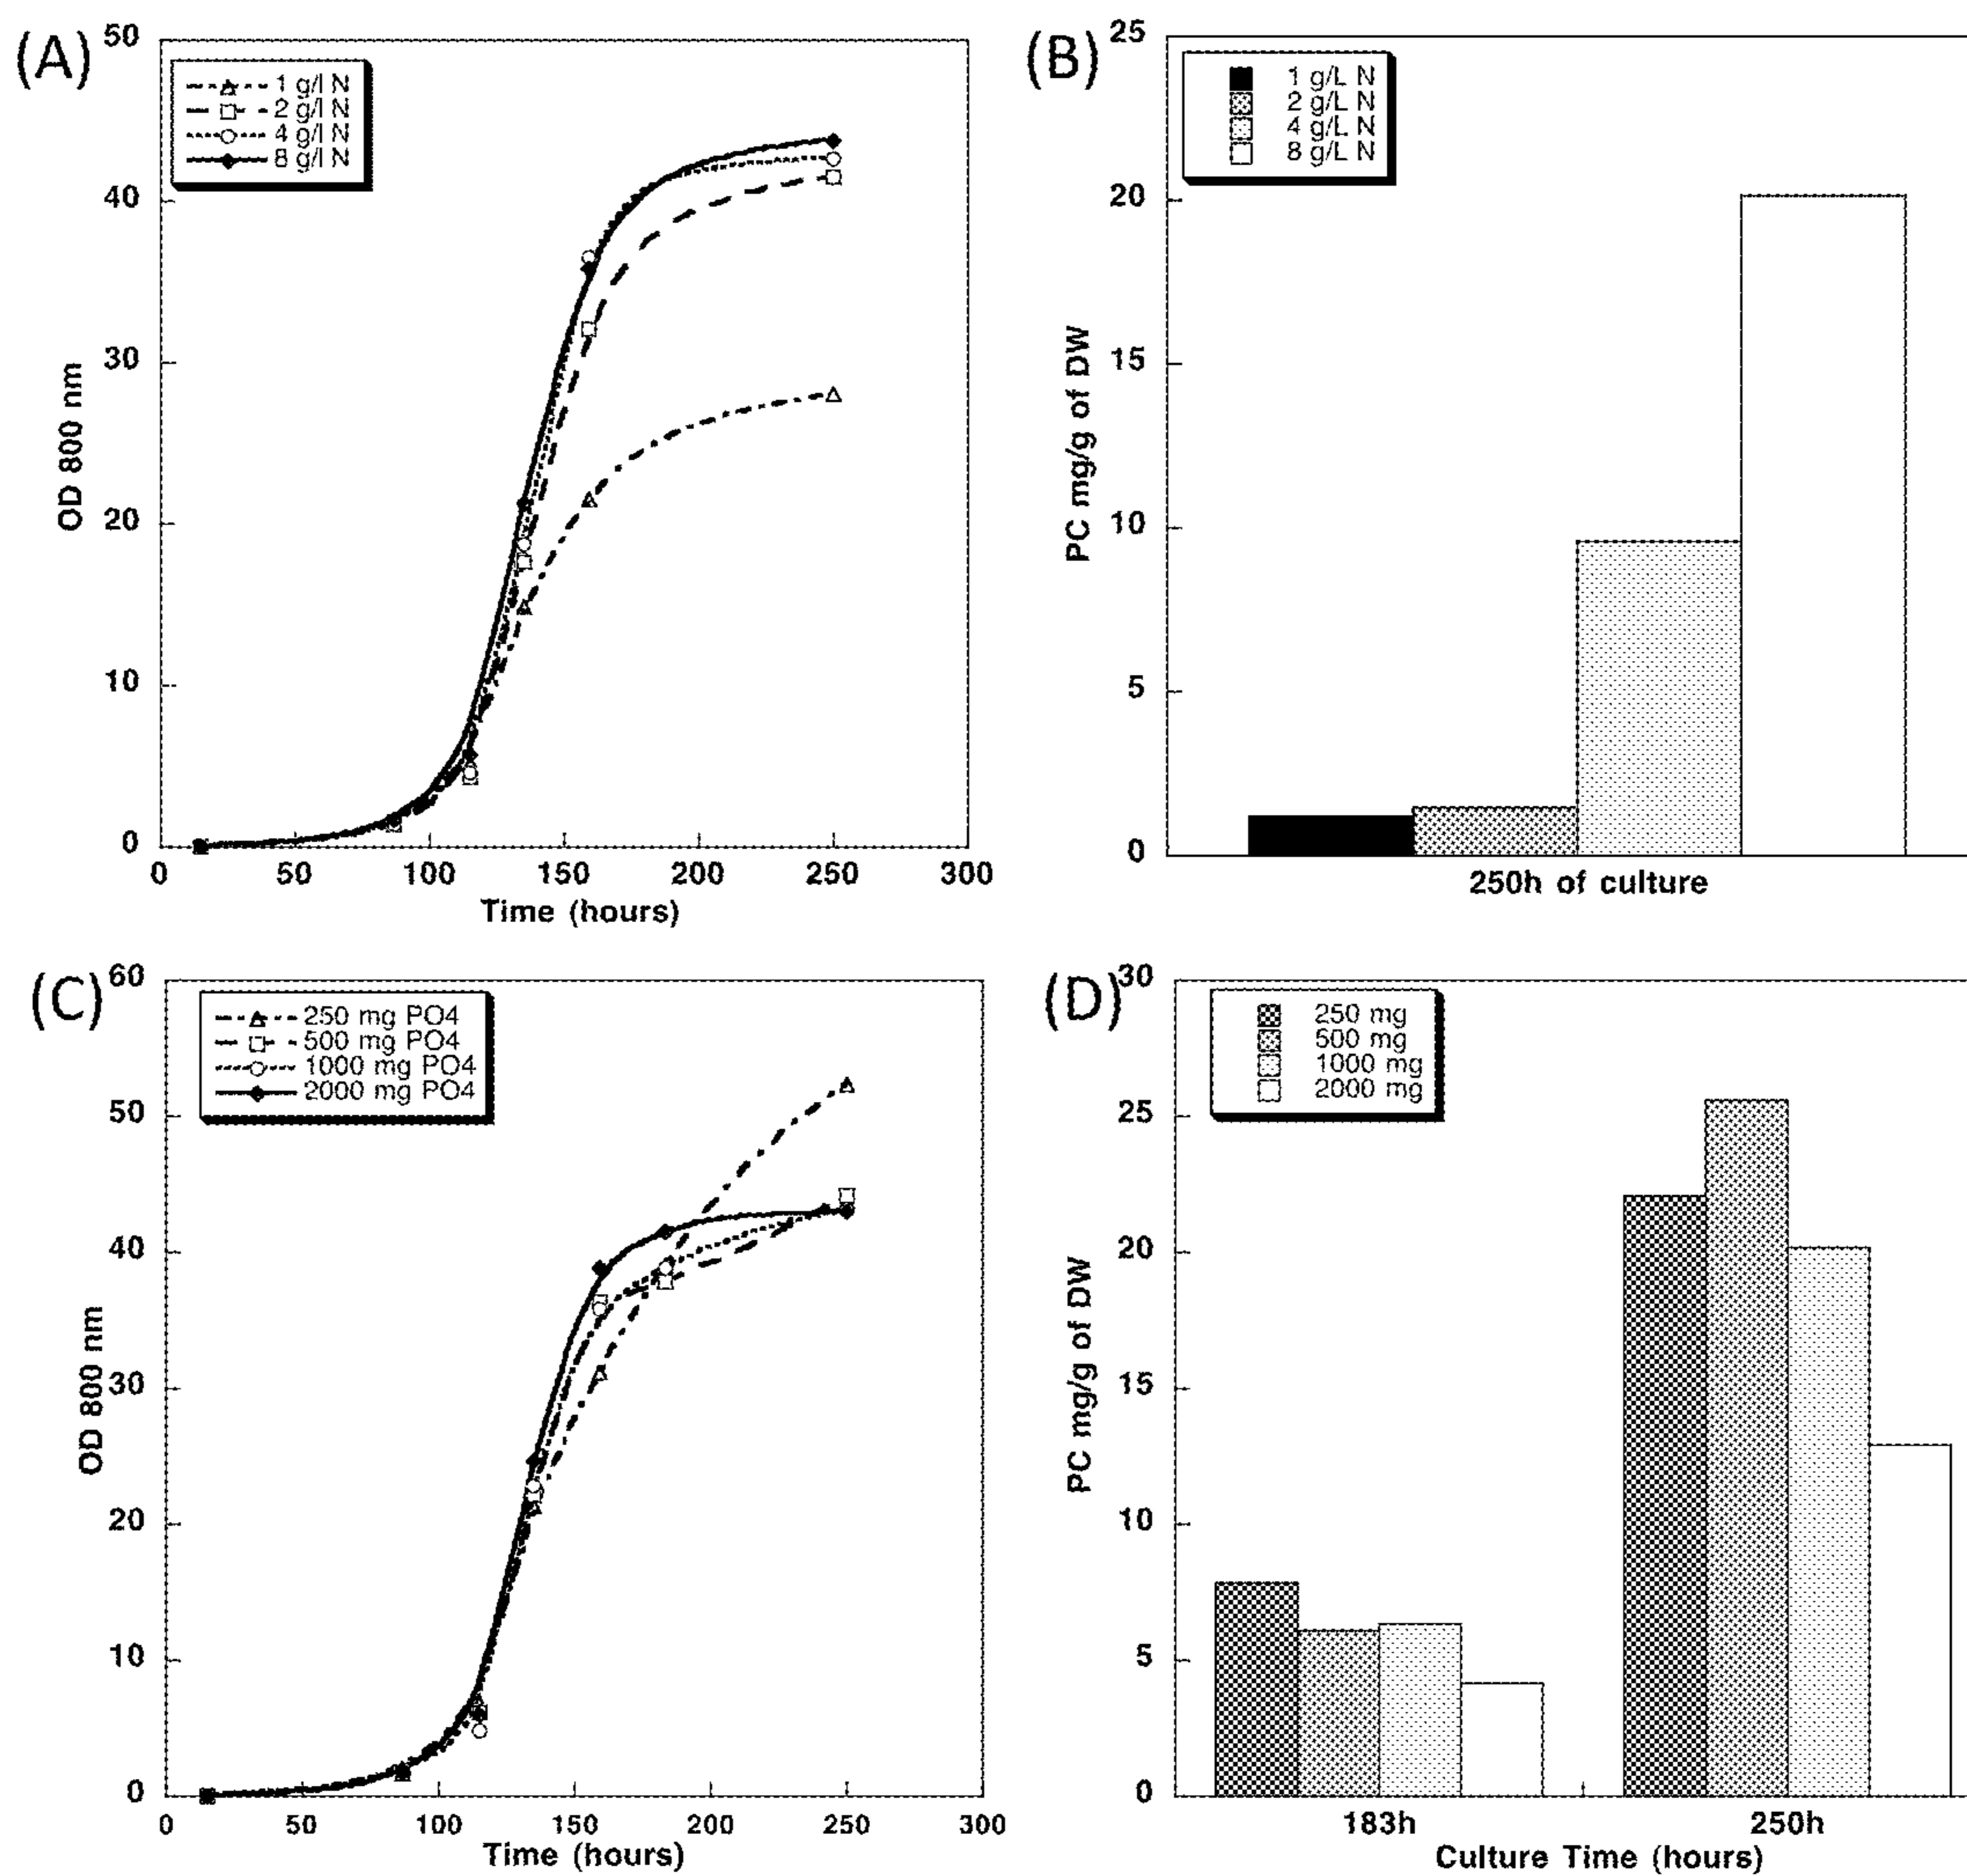 (A)
50
40
30
20
10
0
OD 800 nm
1 g/l N
2 g/l N
4 g/l N
8 g/l N
0 50 100 150 200 250 300
Time (hours)
(B)
25
20
15
10
5
0
PC mg/g of DW
1 g/L N
2 g/L N
4 g/L N
8 g/L N
250h of culture
(C)
60
50
40
30
20
10
0
OD 800 nm
250 mg PO4
500 mg PO4
1000 mg PO4
2000 mg PO4
0 50 100 150 200 250 300
Time (hours)
(D)
30
25
20
15
10
5
0
PC mg/g of DW
250 mg
500 mg
1000 mg
2000 mg
183h 250h
Culture Time (hours)